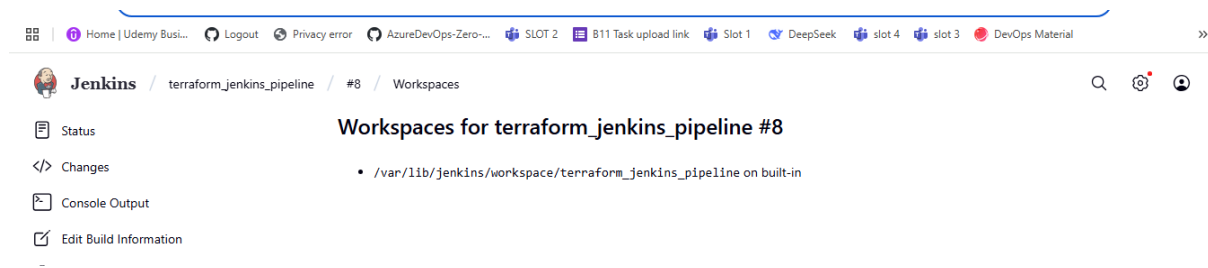 Home | Udemy Busi... Logout Privacy error AzureDevOps-Zero-... SLOT 2 B11 Task upload link Slot 1 DeepSeek slot 4 slot 3 DevOps Material »
Jenkins / terraform_jenkins_pipeline / #8 / Workspaces
Status
Workspaces for terraform_jenkins_pipeline #8
Changes
• /var/lib/jenkins/workspace/terraform_jenkins_pipeline on built-in
Console Output
Edit Build Information